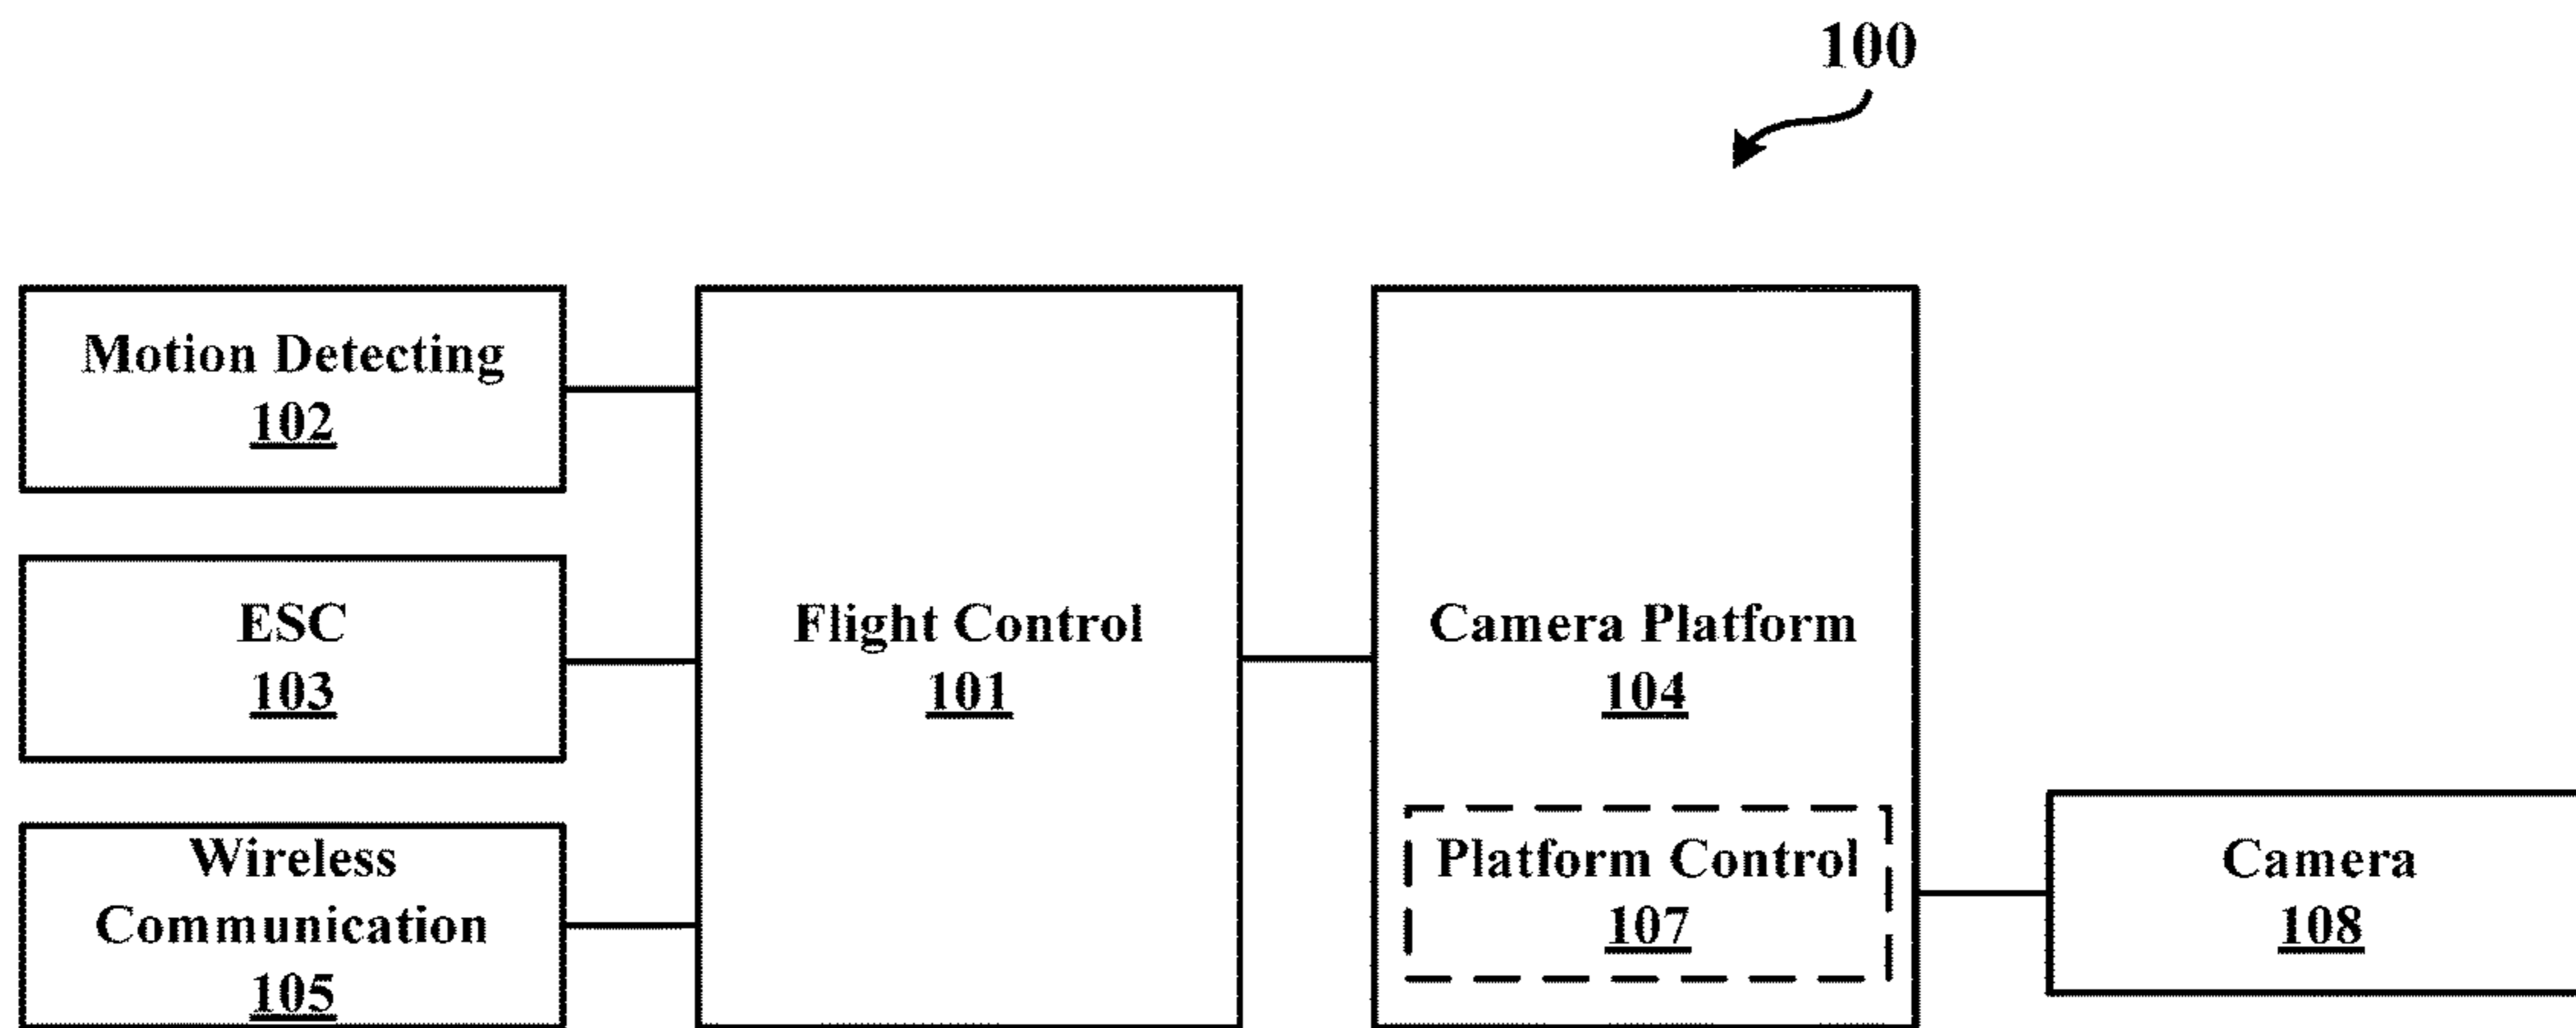 100
Motion Detecting
102
ESC
103
Wireless
Communication
105
Flight Control
101
Camera Platform
104
Platform Control
107
Camera
108